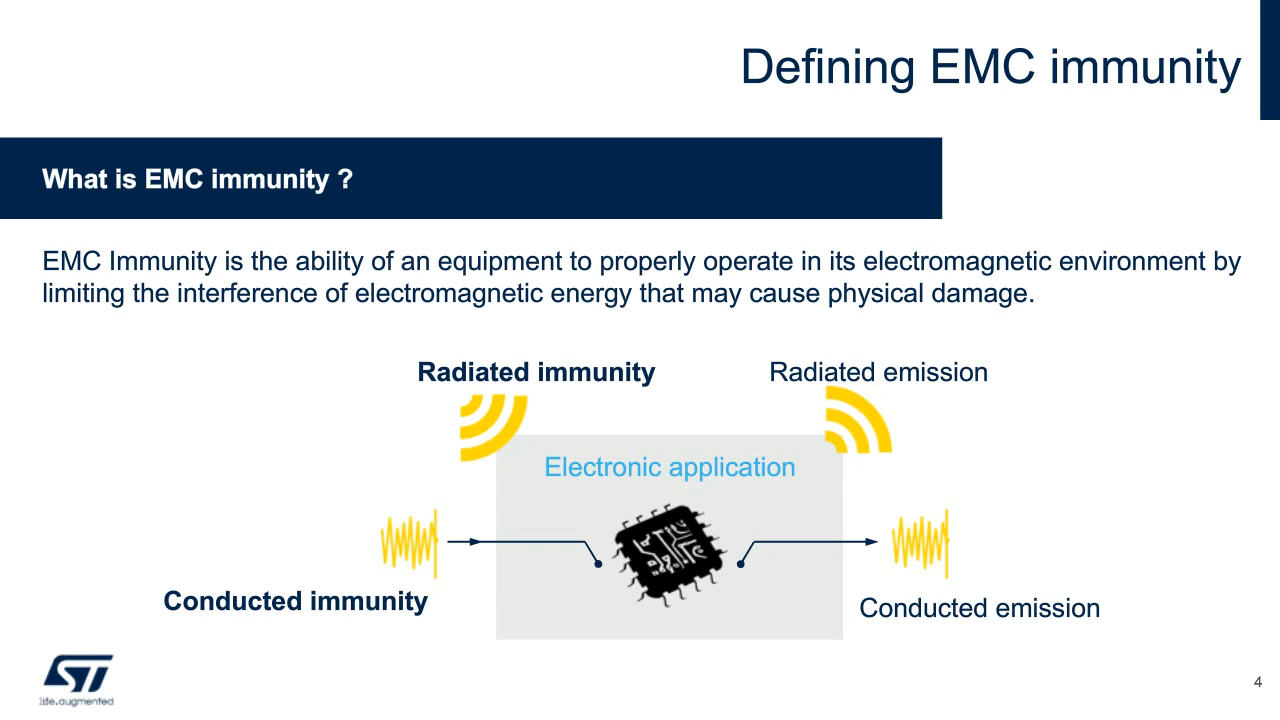 Defining EMC immunity
What is EMC immunity ?
EMC Immunity is the ability of an equipment to properly operate in its electromagnetic environment by
limiting the interference of electromagnetic energy that may cause physical damage.
Radiated immunity
Radiated emission
Electronic application
Conducted immunity
Conducted emission
ST
life.augmented
4